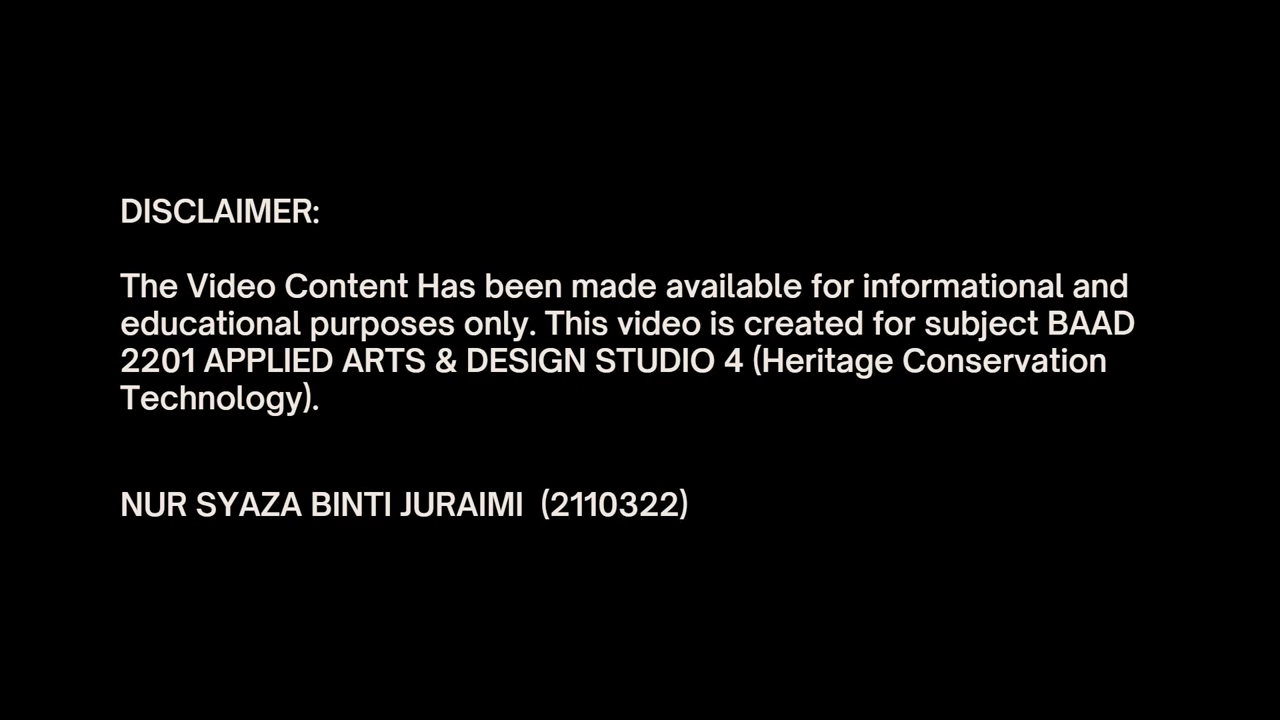 DISCLAIMER:
The Video Content Has been made available for informational and
educational purposes only. This video is created for subject BAAD
2201 APPLIED ARTS & DESIGN STUDIO 4 (Heritage Conservation
Technology).
NUR SYAZA BINTI JURAIMI (2110322)